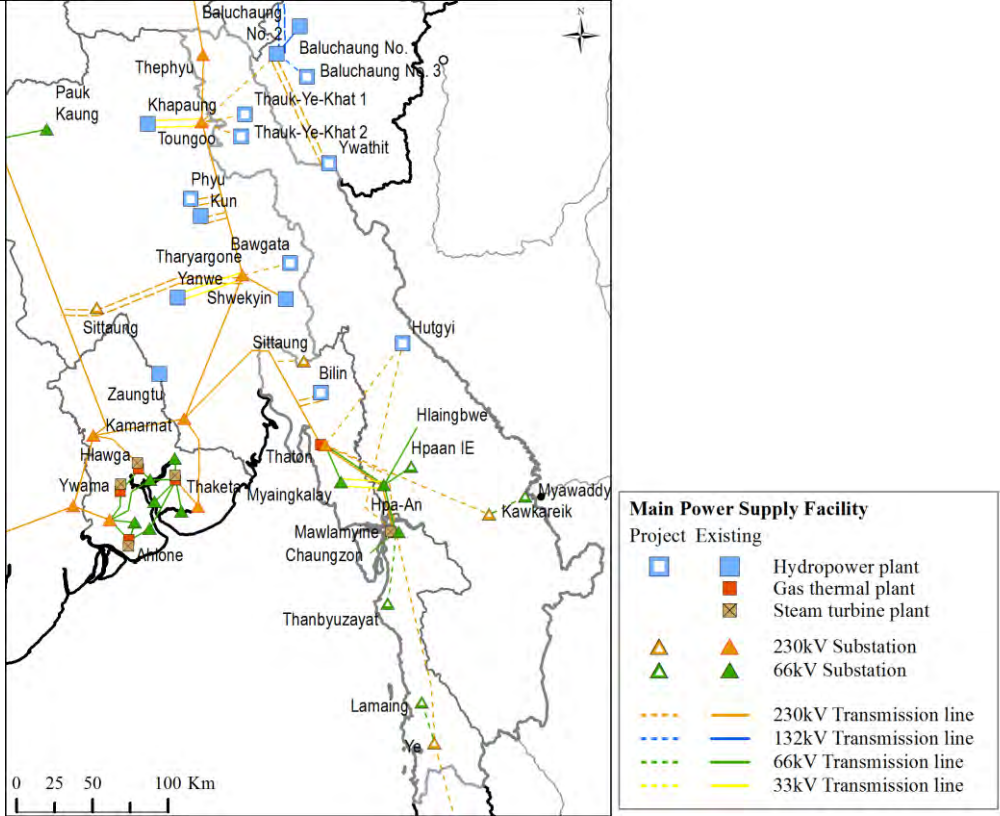 Baluchaung
No. 2
N
Baluchaung No.
Thephyu
Baluchaung No. 3
Pauk
Kaung
Khapaung
Thauk-Ye-Khat 1
Toungoo
Thauk-Ye-Khat 2
Ywathit
Phyu
Kun
Bawgata
Tharyargone
Yanwe
Shwekyin
Sittaung
Sittaung
Hutgyi
Bilin
Zaungtu
Kamarnat
Hlaingbwe
Hpaan IE
Hlawga
Thaton
Ywama
Thaketa
Myaingkalay
Myawaddy
Hpa-An
Kawkareik
Mawlamyine
Chaungzon
Ahlone
Thanbyuzayat
Lamaing
Ye
0 25 50 100 Km
Main Power Supply Facility
Project Existing
Hydropower plant
Gas thermal plant
Steam turbine plant
230kV Substation
66kV Substation
230kV Transmission line
132kV Transmission line
66kV Transmission line
33kV Transmission line